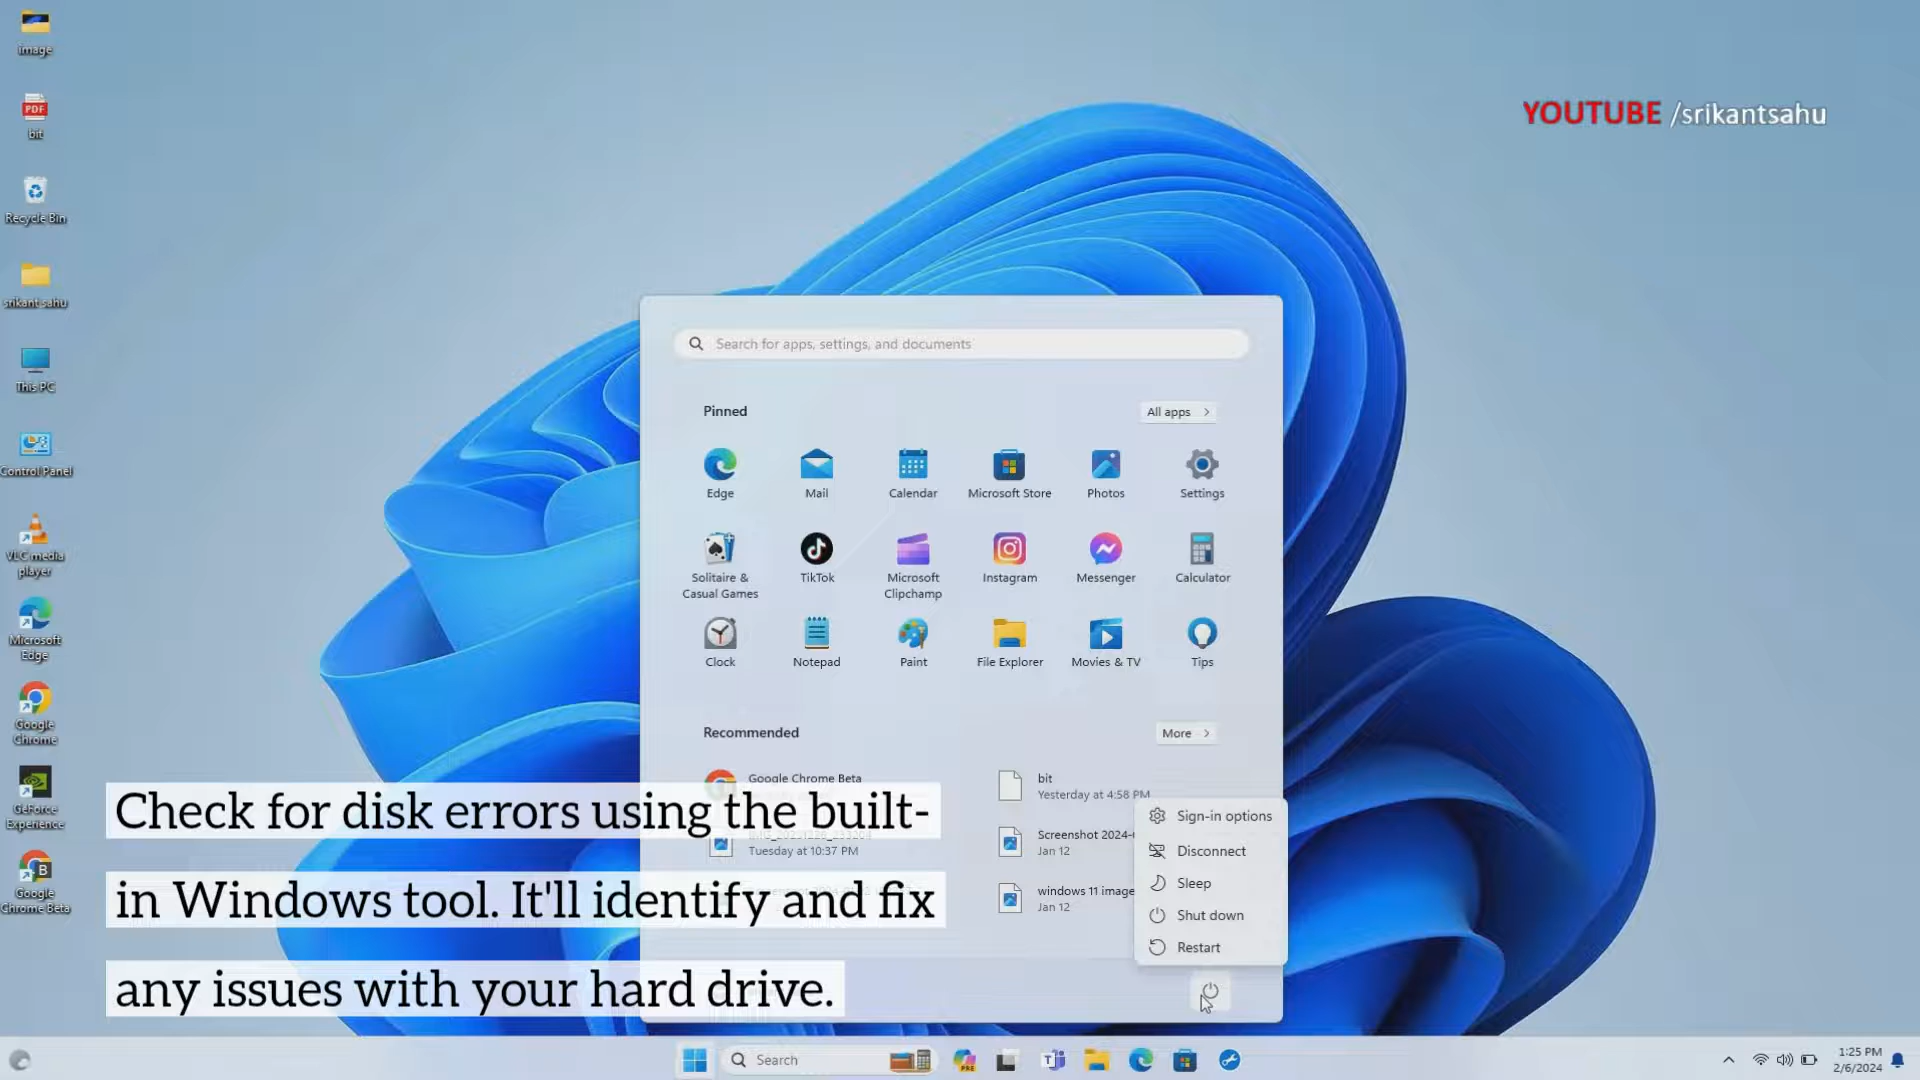 image
PDF
bit
Recycle Bin
srikant sahu
This PC
Control Panel
VLC media
player
Microsoft
Edge
Google
Chrome
GeForce
Experience
Google
Chrome Beta
YOUTUBE /srikantsahu
Search for apps, settings, and documents
Pinned
All apps
Edge
Mail
Calendar
Microsoft Store
Photos
Settings
Solitaire &
Casual Games
TikTok
Microsoft
Clipchamp
Instagram
Messenger
Calculator
Clock
Notepad
Paint
File Explorer
Movies & TV
Tips
Recommended
More
Google Chrome Beta
bit
Yesterday at 4:58 PM
Tuesday at 10:37 PM
Screenshot 2024-
Jan 12
windows 11 image
Jan 12
Sign-in options
Disconnect
Sleep
Shut down
Restart
Check for disk errors using the built-
in Windows tool. It'll identify and fix
any issues with your hard drive.
Search
PRE
1:25 PM
2/6/2024